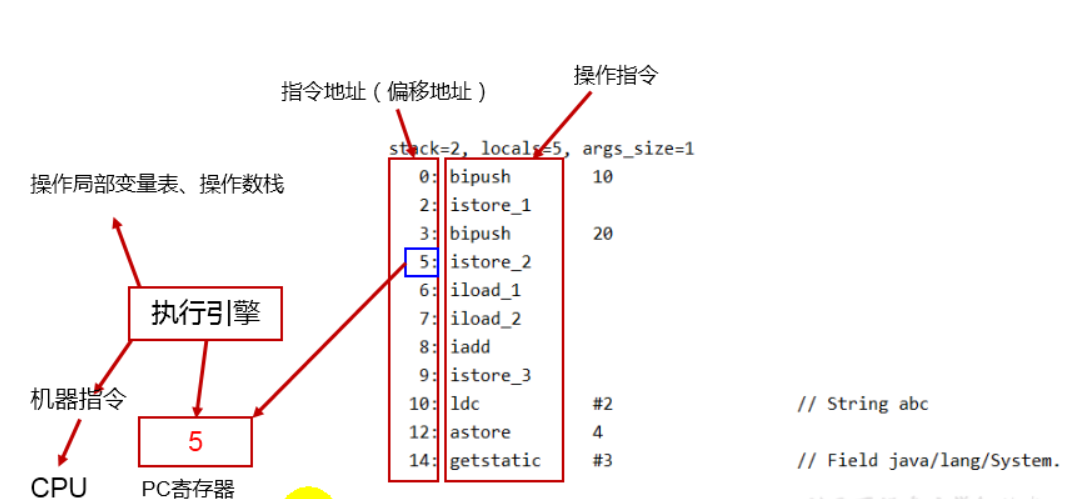 操作指令
指令地址（偏移地址）
stack=2, locals=5, args_size=1
0: bipush 10
2: istore_1
3: bipush 20
5: istore_2
6: iload_1
7: iload_2
8: iadd
9: istore_3
10: ldc #2 // String abc
12: astore 4
14: getstatic #3 // Field java/lang/System.
操作局部变量表、操作数栈
执行引擎
机器指令
5
CPU
PC寄存器